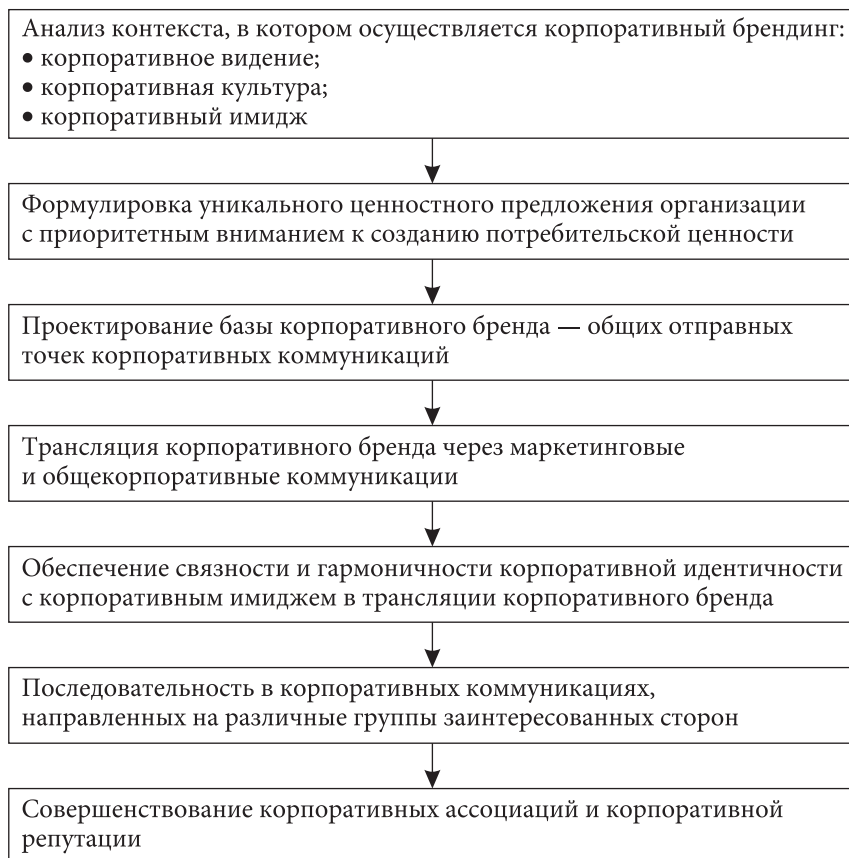 Анализ контекста, в котором осуществляется корпоративный брендинг:
• корпоративное видение;
• корпоративная культура;
• корпоративный имидж
Формулировка уникального ценностного предложения организации
с приоритетным вниманием к созданию потребительской ценности
Проектирование базы корпоративного бренда — общих отправных
точек корпоративных коммуникаций
Трансляция корпоративного бренда через маркетинговые
и общекорпоративные коммуникации
Обеспечение связности и гармоничности корпоративной идентичности
с корпоративным имиджем в трансляции корпоративного бренда
Последовательность в корпоративных коммуникациях,
направленных на различные группы заинтересованных сторон
Совершенствование корпоративных ассоциаций и корпоративной
репутации